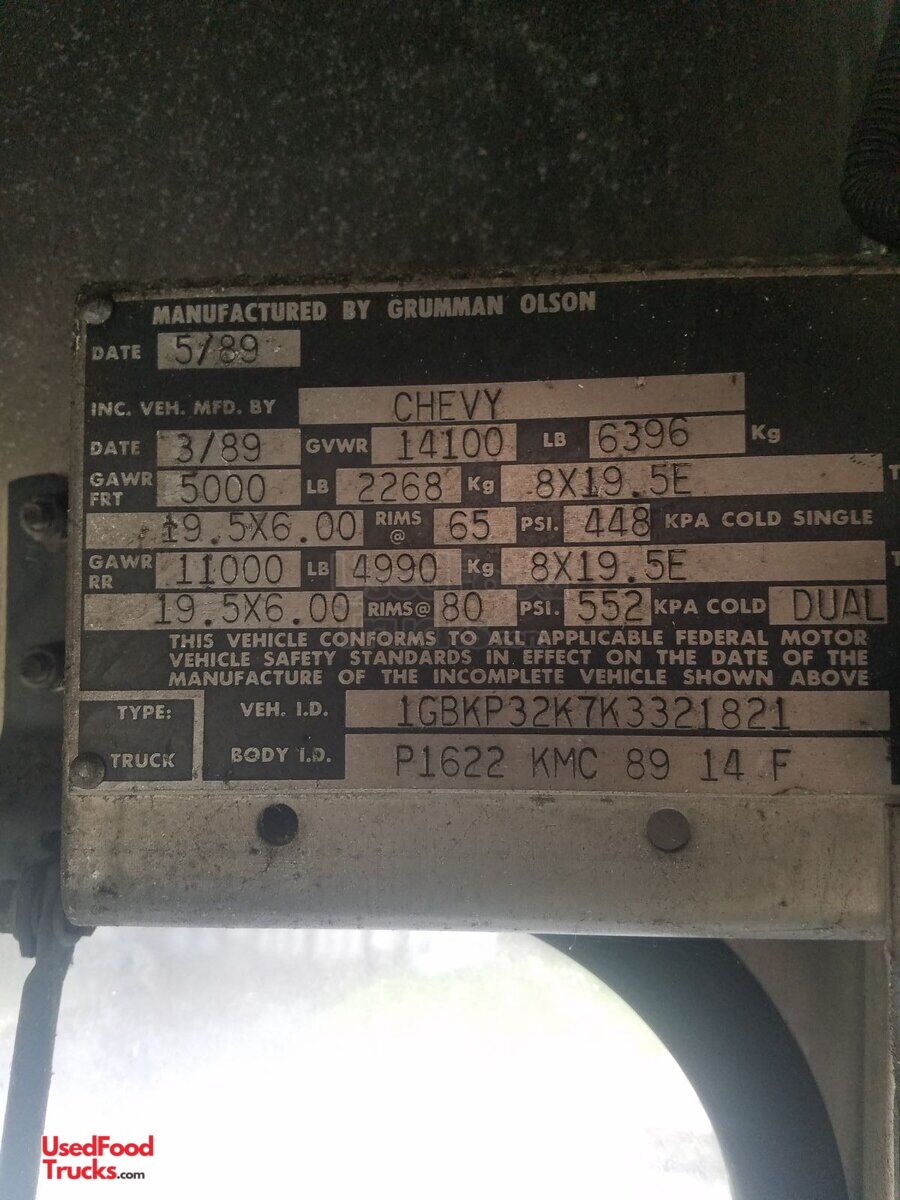 MANUFACTURED BY GRUMMAN OLSON
DATE 5/89
INC. VEH. MFD. BY CHEVY
DATE 3/89 GVWR 14100 LB 6396 Kg
GAWR FRT 5000 LB 2268 Kg 8X19.5E T
19.5X6.00 RIMS @ 65 PSI. 448 KPA COLD SINGLE
GAWR RR 11000 LB 4990 Kg 8X19.5E T
19.5X6.00 RIMS@ 80 PSI. 552 KPA COLD DUAL
THIS VEHICLE CONFORMS TO ALL APPLICABLE FEDERAL MOTOR
VEHICLE SAFETY STANDARDS IN EFFECT ON THE DATE OF THE
MANUFACTURE OF THE INCOMPLETE VEHICLE SHOWN ABOVE
TYPE: VEH. I.D. 1GBKP32K7K3321821
TRUCK BODY I.D. P1622 KMC 89 14 F
UsedFood
Trucks.com